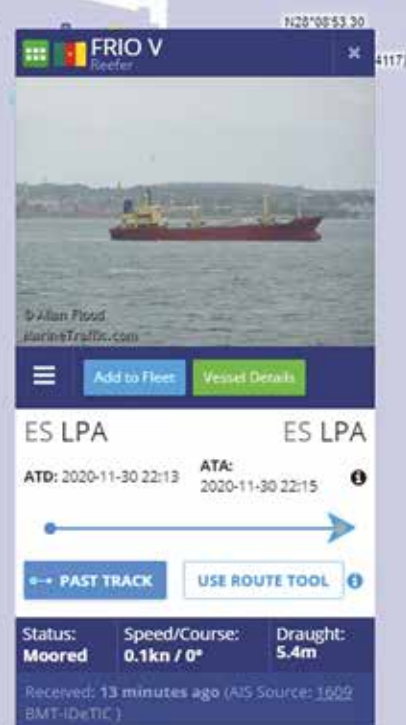 N28°08'53.30
FRIO V
Reefer
4117)
© Allan Flood
MarineTraffic.com
Add to Fleet
Vessel Details
ES LPA
ES LPA
ATD: 2020-11-30 22:13
ATA:
2020-11-30 22:15
PAST TRACK
USE ROUTE TOOL
Status:
Moored
Speed/Course:
0.1kn / 0°
Draught:
5.4m
Received: 13 minutes ago (AIS Source: 1609
BMT-IDeTIC )